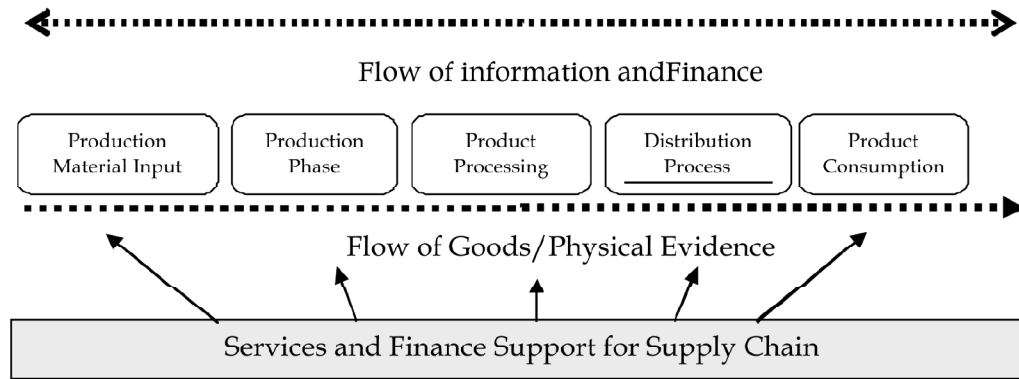 Flow of information andFinance
Production
Material Input
Production
Phase
Product
Processing
Distribution
Process
Product
Consumption
Flow of Goods/Physical Evidence
Services and Finance Support for Supply Chain